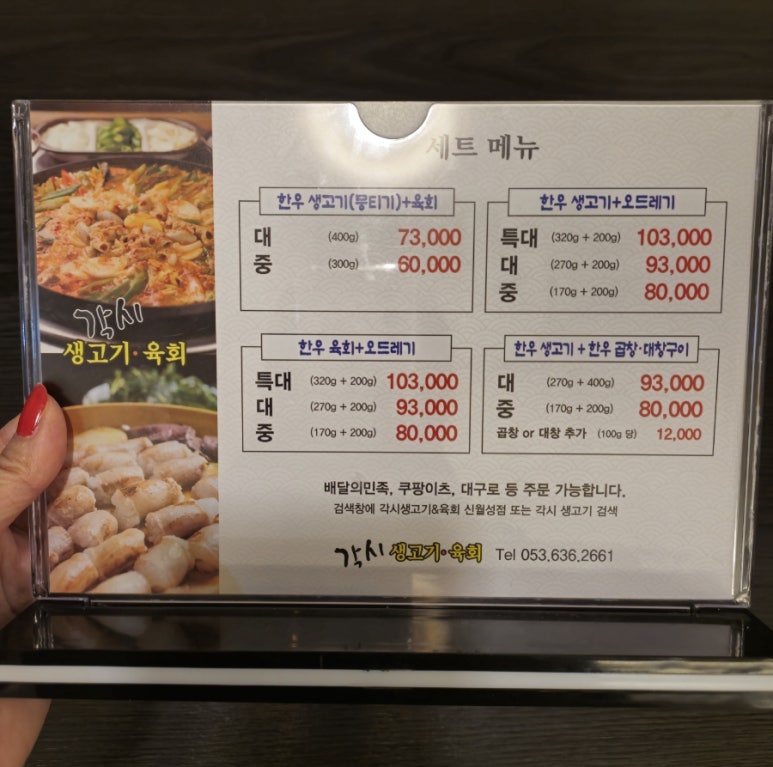 세트 메뉴
한우 생고기(뭉티기)+육회
대 (400g) 73,000
중 (300g) 60,000
한우 생고기+오드레기
특대 (320g + 200g) 103,000
대 (270g + 200g) 93,000
중 (170g + 200g) 80,000
각시
생고기·육회
한우 육회+오드레기
특대 (320g + 200g) 103,000
대 (270g + 200g) 93,000
중 (170g + 200g) 80,000
한우 생고기 + 한우 곱창·대창구이
대 (270g + 400g) 93,000
중 (170g + 200g) 80,000
곱창 or 대창 추가 (100g 당) 12,000
배달의민족, 쿠팡이츠, 대구로 등 주문 가능합니다.
검색창에 각시생고기&육회 신월성점 또는 각시 생고기 검색
각시 생고기·육회 Tel 053.636.2661